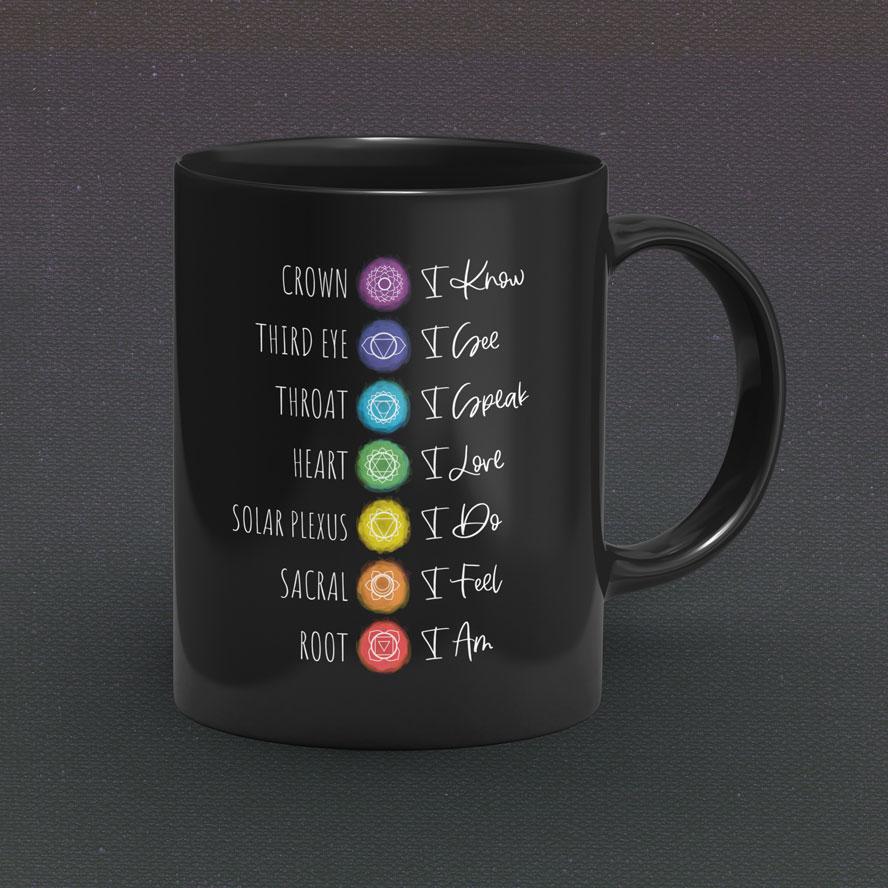 CROWN I Know
THIRD EYE I See
THROAT I Speak
HEART I Love
SOLAR PLEXUS I Do
SACRAL I Feel
ROOT I Am